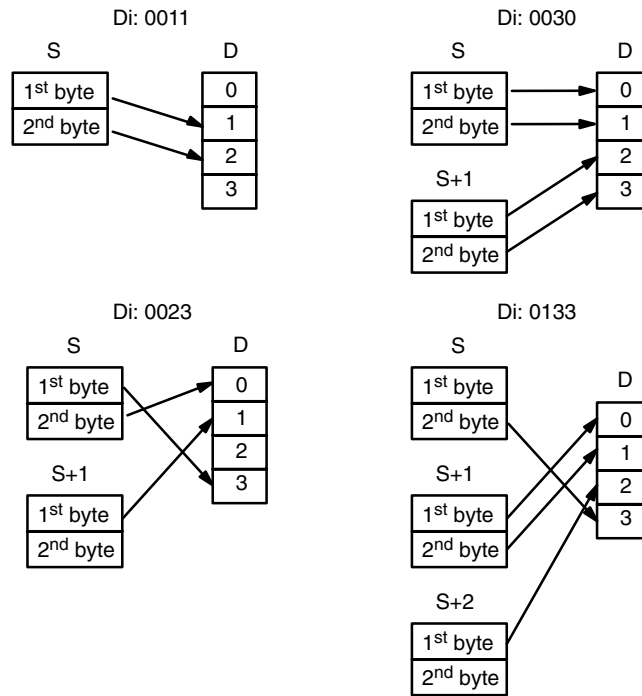 Di: 0011
S
D
1st byte
2nd byte
0
1
2
3
Di: 0030
S
D
1st byte
2nd byte
S+1
1st byte
2nd byte
0
1
2
3
Di: 0023
S
D
1st byte
2nd byte
S+1
1st byte
2nd byte
0
1
2
3
Di: 0133
S
D
1st byte
2nd byte
S+1
1st byte
2nd byte
S+2
1st byte
2nd byte
0
1
2
3